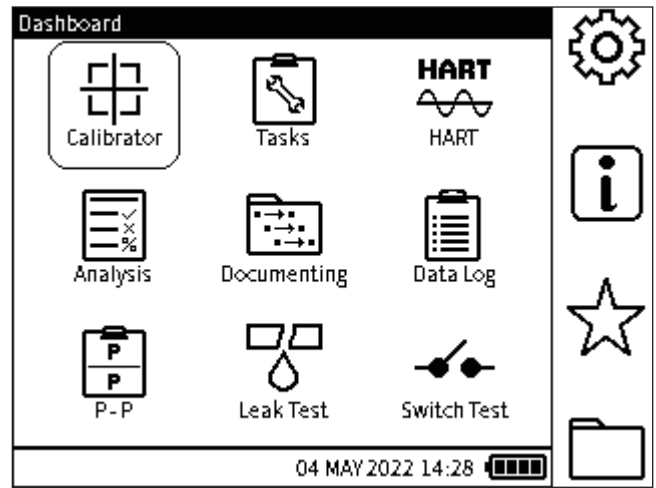 Dashboard
HART
Calibrator Tasks HART
✓
×
%
Analysis Documenting Data Log
P
P
P-P Leak Test Switch Test
04 MAY 2022 14:28
i